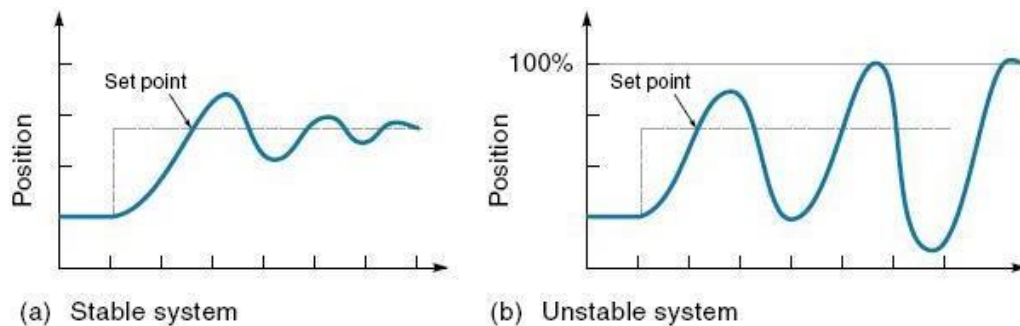 Position
Set point
(a) Stable system
100%
Position
Set point
(b) Unstable system